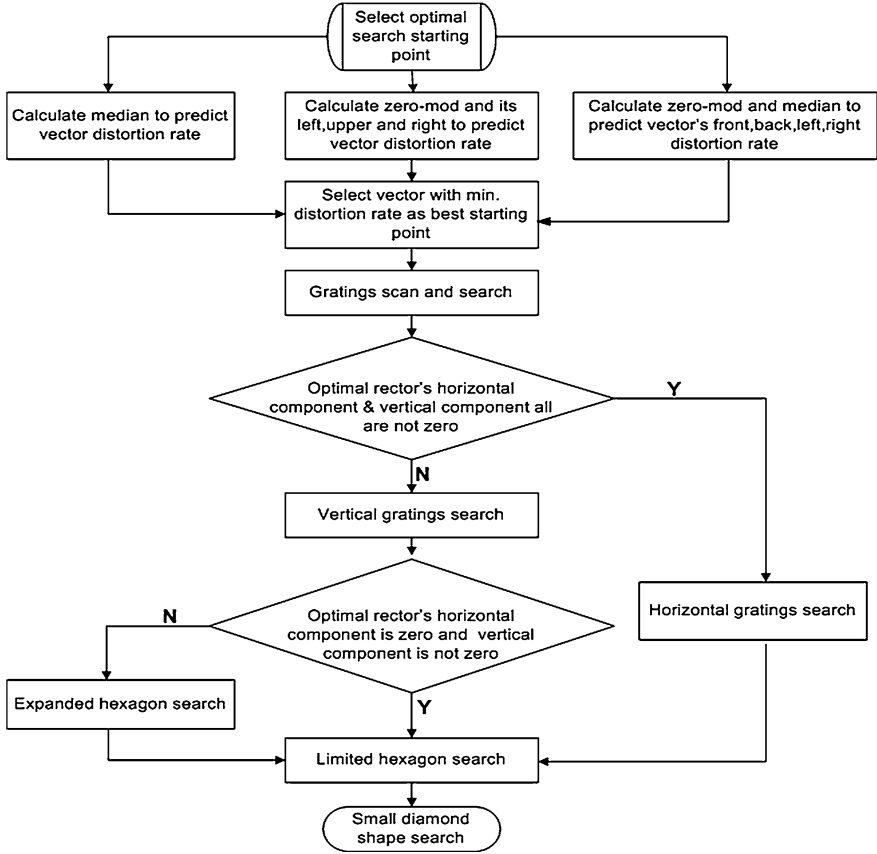 Select optimal
search starting
point
Calculate median to predict
vector distortion rate
Calculate zero-mod and its
left,upper and right to predict
vector distortion rate
Calculate zero-mod and median to
predict vector's front,back,left,right
distortion rate
Select vector with min.
distortion rate as best starting
point
Gratings scan and search
Optimal rector's horizontal
component & vertical component all
are not zero
Y
N
Vertical gratings search
Optimal rector's horizontal
component is zero and vertical
component is not zero
N
Horizontal gratings search
Expanded hexagon search
Y
Limited hexagon search
Small diamond
shape search